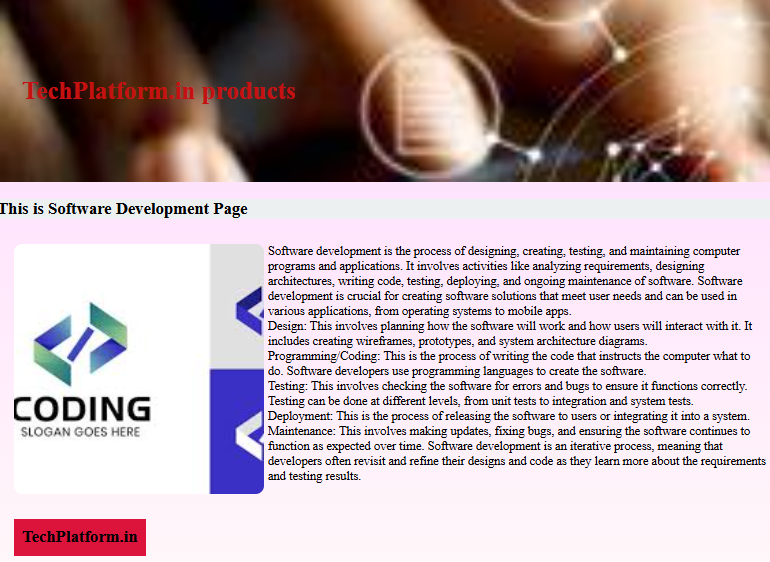 TechPlatform.in products
This is Software Development Page
CODING
SLOGAN GOES HERE
Software development is the process of designing, creating, testing, and maintaining computer
programs and applications. It involves activities like analyzing requirements, designing
architectures, writing code, testing, deploying, and ongoing maintenance of software. Software
development is crucial for creating software solutions that meet user needs and can be used in
various applications, from operating systems to mobile apps.
Design: This involves planning how the software will work and how users will interact with it. It
includes creating wireframes, prototypes, and system architecture diagrams.
Programming/Coding: This is the process of writing the code that instructs the computer what to
do. Software developers use programming languages to create the software.
Testing: This involves checking the software for errors and bugs to ensure it functions correctly.
Testing can be done at different levels, from unit tests to integration and system tests.
Deployment: This is the process of releasing the software to users or integrating it into a system.
Maintenance: This involves making updates, fixing bugs, and ensuring the software continues to
function as expected over time. Software development is an iterative process, meaning that
developers often revisit and refine their designs and code as they learn more about the requirements
and testing results.
TechPlatform.in